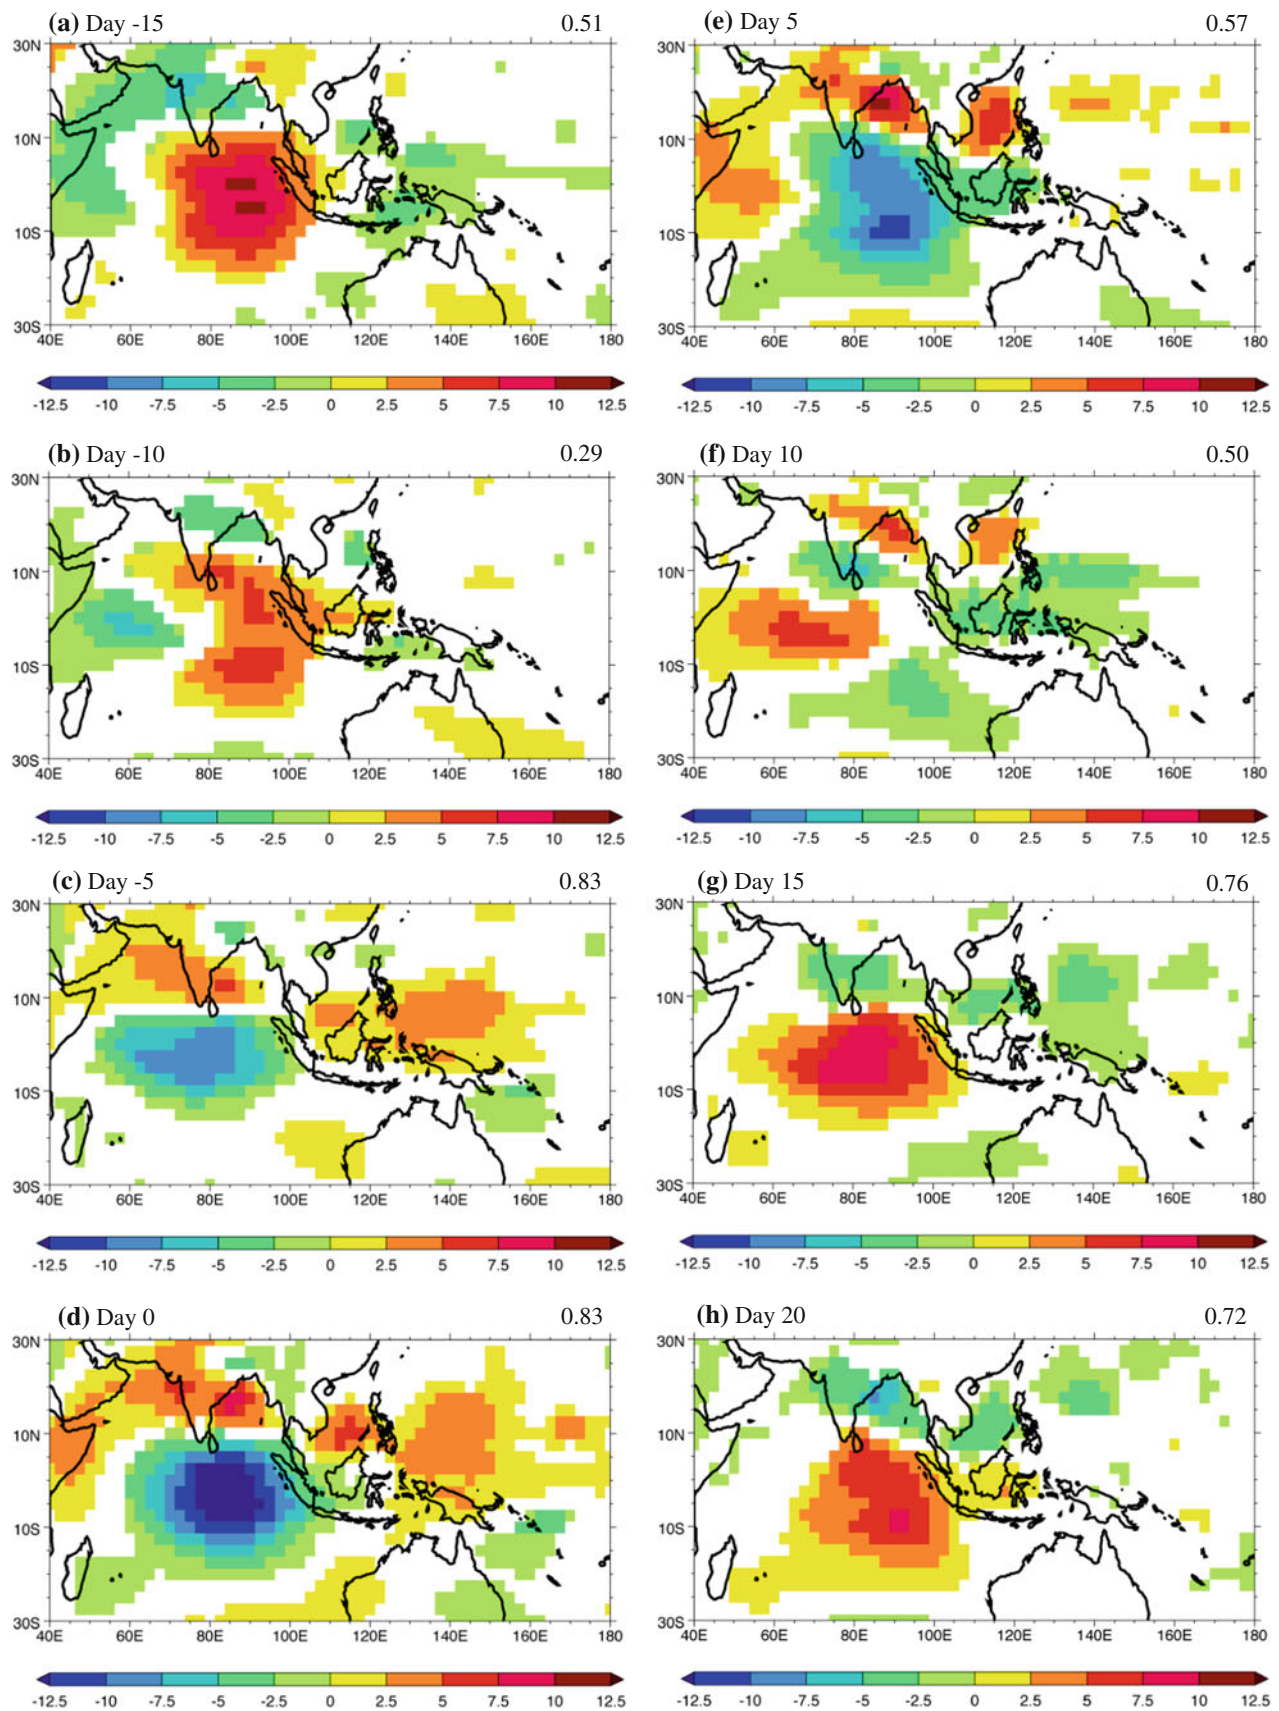 (a) Day -15 0.51
30N
10N
10S
30S
40E 60E 80E 100E 120E 140E 160E 180
-12.5 -10 -7.5 -5 -2.5 0 2.5 5 7.5 10 12.5
(b) Day -10 0.29
30N
10N
10S
30S
40E 60E 80E 100E 120E 140E 160E 180
-12.5 -10 -7.5 -5 -2.5 0 2.5 5 7.5 10 12.5
(c) Day -5 0.83
30N
10N
10S
30S
40E 60E 80E 100E 120E 140E 160E 180
-12.5 -10 -7.5 -5 -2.5 0 2.5 5 7.5 10 12.5
(d) Day 0 0.83
30N
10N
10S
30S
40E 60E 80E 100E 120E 140E 160E 180
-12.5 -10 -7.5 -5 -2.5 0 2.5 5 7.5 10 12.5
(e) Day 5 0.57
30N
10N
10S
30S
40E 60E 80E 100E 120E 140E 160E 180
-12.5 -10 -7.5 -5 -2.5 0 2.5 5 7.5 10 12.5
(f) Day 10 0.50
30N
10N
10S
30S
40E 60E 80E 100E 120E 140E 160E 180
-12.5 -10 -7.5 -5 -2.5 0 2.5 5 7.5 10 12.5
(g) Day 15 0.76
30N
10N
10S
30S
40E 60E 80E 100E 120E 140E 160E 180
-12.5 -10 -7.5 -5 -2.5 0 2.5 5 7.5 10 12.5
(h) Day 20 0.72
30N
10N
10S
30S
40E 60E 80E 100E 120E 140E 160E 180
-12.5 -10 -7.5 -5 -2.5 0 2.5 5 7.5 10 12.5